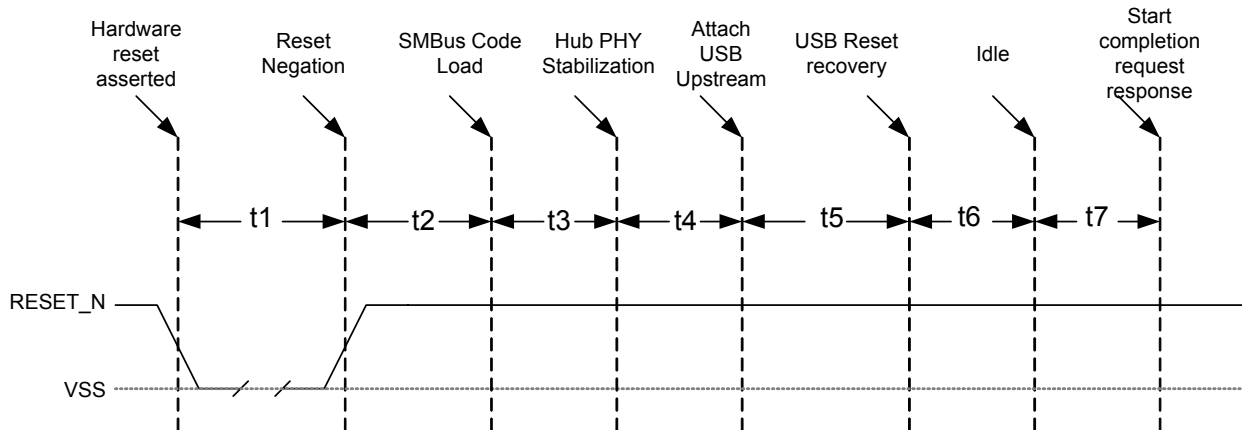 Hardware
reset
asserted
Reset
Negation
SMBus Code
Load
Hub PHY
Stabilization
Attach
USB
Upstream
USB Reset
recovery
Idle
Start
completion
request
response
t1
t2
t3
t4
t5
t6
t7
RESET_N
VSS